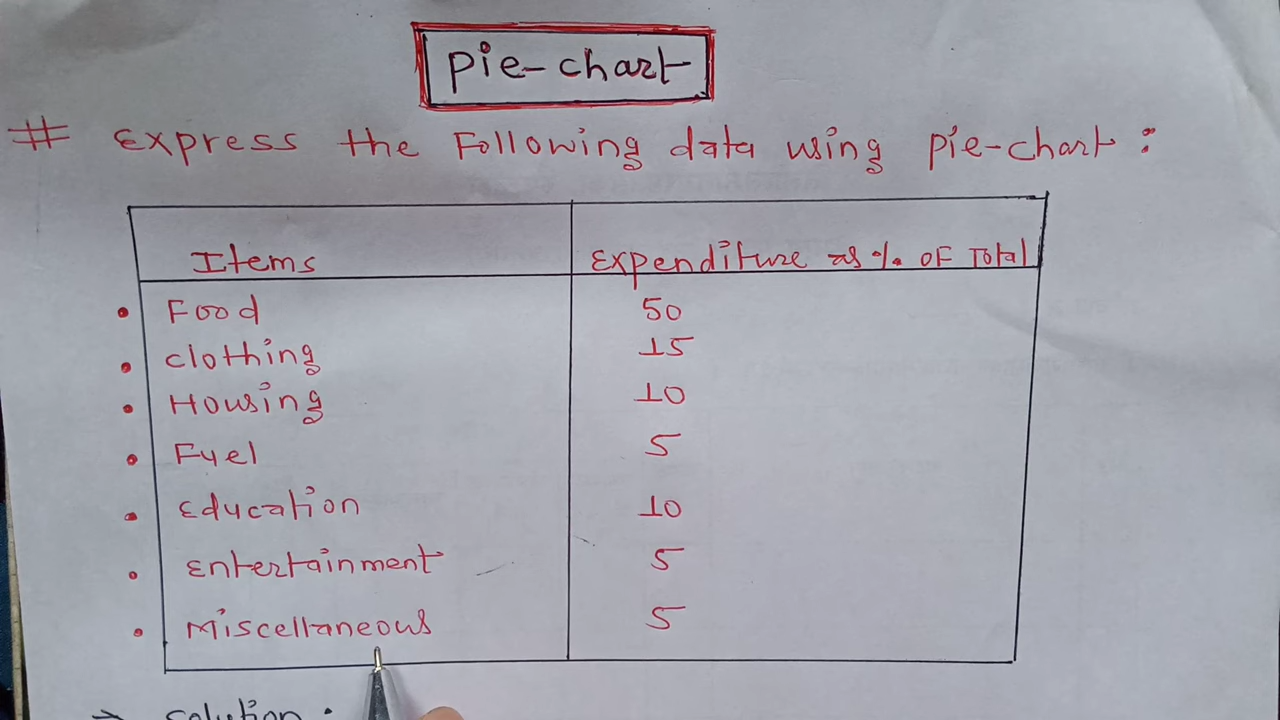 Pie-chart
# Express the Following data using Pie-chart :
Items Expenditure as % OF Total
• Food 50
• clothing 15
• Housing 10
• Fuel 5
• Education 10
• Entertainment 5
• Miscellaneous 5
→ Solution :